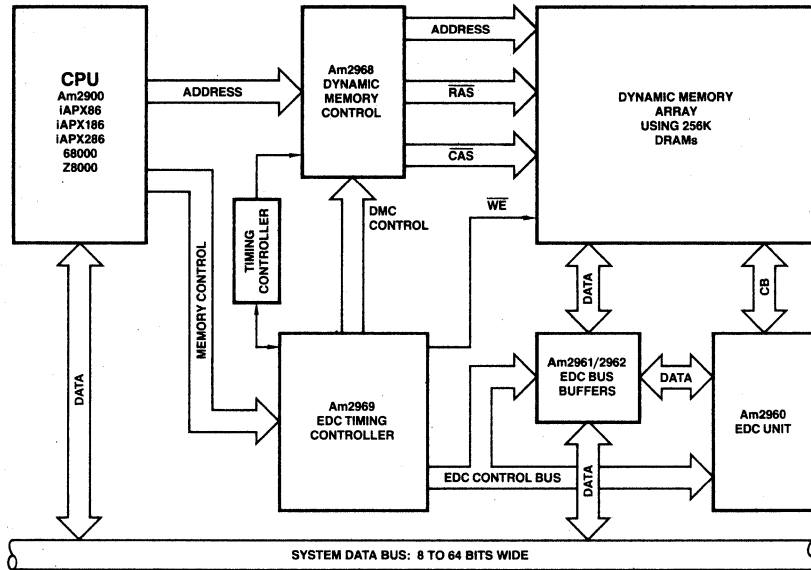 CPU
Am2900
iAPX86
iAPX186
iAPX286
68000
Z8000
ADDRESS
Am2968
DYNAMIC
MEMORY
CONTROL
ADDRESS
RAS
CAS
DYNAMIC MEMORY
ARRAY
USING 256K
DRAMs
TIMING
CONTROLLER
DMC
CONTROL
WE
MEMORY CONTROL
DATA
DATA
CB
Am2969
EDC TIMING
CONTROLLER
Am2961/2962
EDC BUS
BUFFERS
DATA
Am2960
EDC UNIT
EDC CONTROL BUS
DATA
SYSTEM DATA BUS: 8 TO 64 BITS WIDE